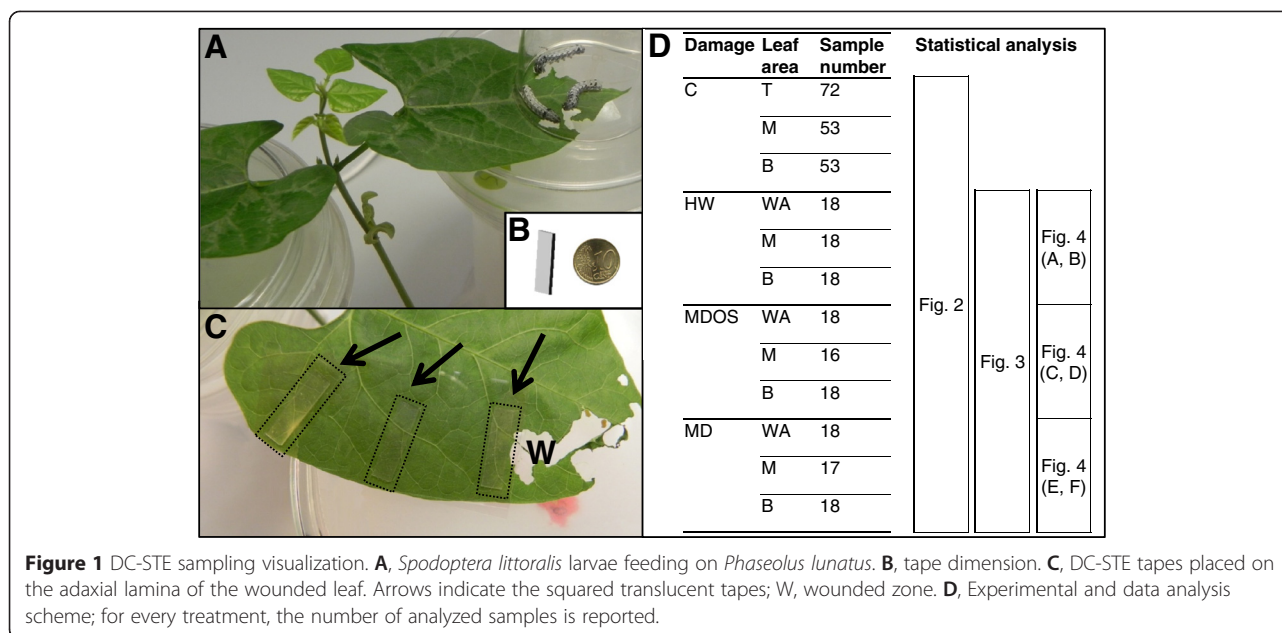 A
B
C
W
D
Damage Leaf area Sample number Statistical analysis
C T 72
M 53
B 53
HW WA 18
M 18
B 18
MDOS WA 18
M 16
B 18
MD WA 18
M 17
B 18
Fig. 2
Fig. 3
Fig. 4
(A, B)
Fig. 4
(C, D)
Fig. 4
(E, F)
Figure 1 DC-STE sampling visualization. A, Spodoptera littoralis larvae feeding on Phaseolus lunatus. B, tape dimension. C, DC-STE tapes placed on
the adaxial lamina of the wounded leaf. Arrows indicate the squared translucent tapes; W, wounded zone. D, Experimental and data analysis
scheme; for every treatment, the number of analyzed samples is reported.